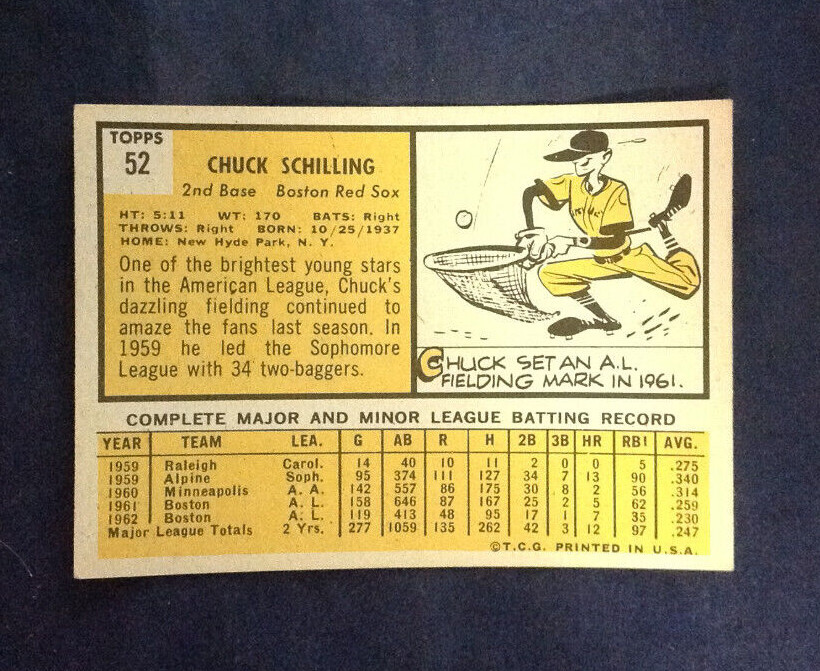 TOPPS
52
CHUCK SCHILLING
2nd Base Boston Red Sox
HT: 5:11 WT: 170 BATS: Right
THROWS: Right BORN: 10/25/1937
HOME: New Hyde Park, N. Y.
One of the brightest young stars
in the American League, Chuck's
dazzling fielding continued to
amaze the fans last season. In
1959 he led the Sophomore
League with 34 two-baggers.
CHUCK SET AN A.L.
FIELDING MARK IN 1961.
COMPLETE MAJOR AND MINOR LEAGUE BATTING RECORD
YEAR TEAM LEA. G AB R H 2B 3B HR RBI AVG.
1959 Raleigh Carol. 14 40 10 11 2 0 0 5 .275
1959 Alpine Soph. 95 374 111 127 34 7 13 90 .340
1960 Minneapolis A. A. 142 557 86 175 30 8 2 56 .314
1961 Boston A. L. 158 646 87 167 25 2 5 62 .259
1962 Boston A. L. 119 413 48 95 17 1 7 35 .230
Major League Totals 2 Yrs. 277 1059 135 262 42 3 12 97 .247
©T.C.G. PRINTED IN U.S.A.